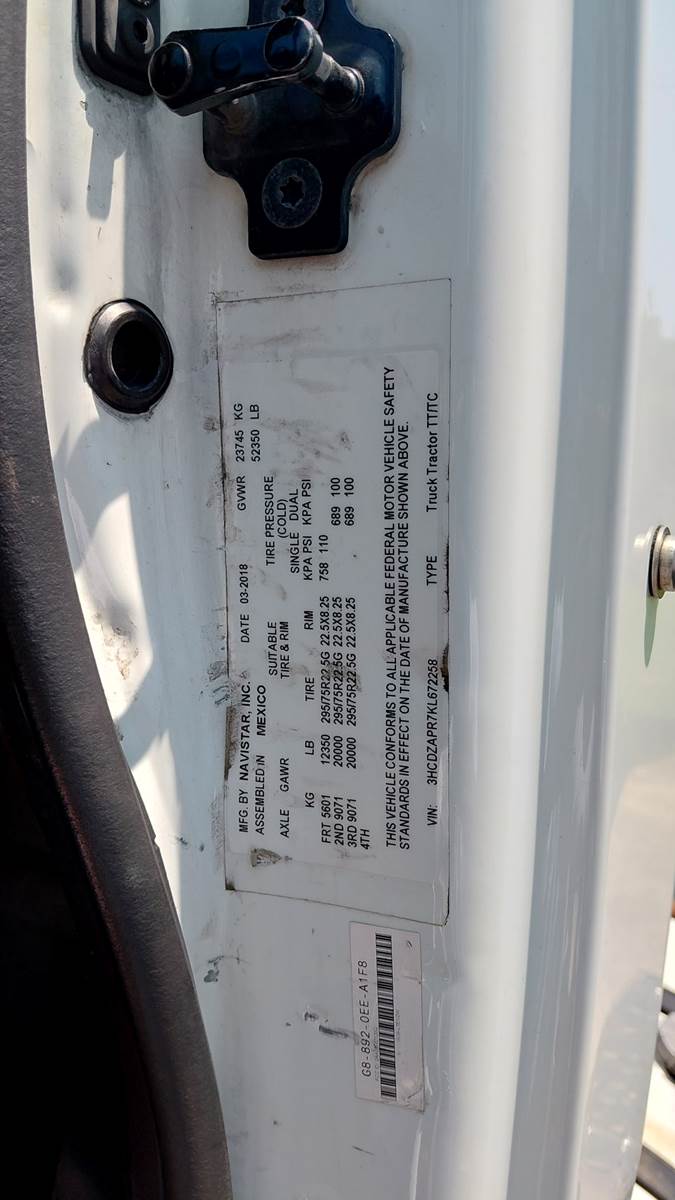 MFG. BY NAVISTAR, INC. DATE 03-2018 GVWR 23745 KG
ASSEMBLED IN MEXICO 52350 LB
SUITABLE TIRE PRESSURE
AXLE GAWR TIRE & RIM (COLD)
SINGLE DUAL
KG LB TIRE RIM KPA PSI KPA PSI
FRT 5601 12350 295/75R22.5G 22.5X8.25 758 110
2ND 9071 20000 295/75R22.5G 22.5X8.25 689 100
3RD 9071 20000 295/75R22.5G 22.5X8.25 689 100
4TH
THIS VEHICLE CONFORMS TO ALL APPLICABLE FEDERAL MOTOR VEHICLE SAFETY
STANDARDS IN EFFECT ON THE DATE OF MANUFACTURE SHOWN ABOVE.
VIN: 3HCDZAPR7KL672258 TYPE Truck Tractor TT/TC
G8-892-0EE-A1F8